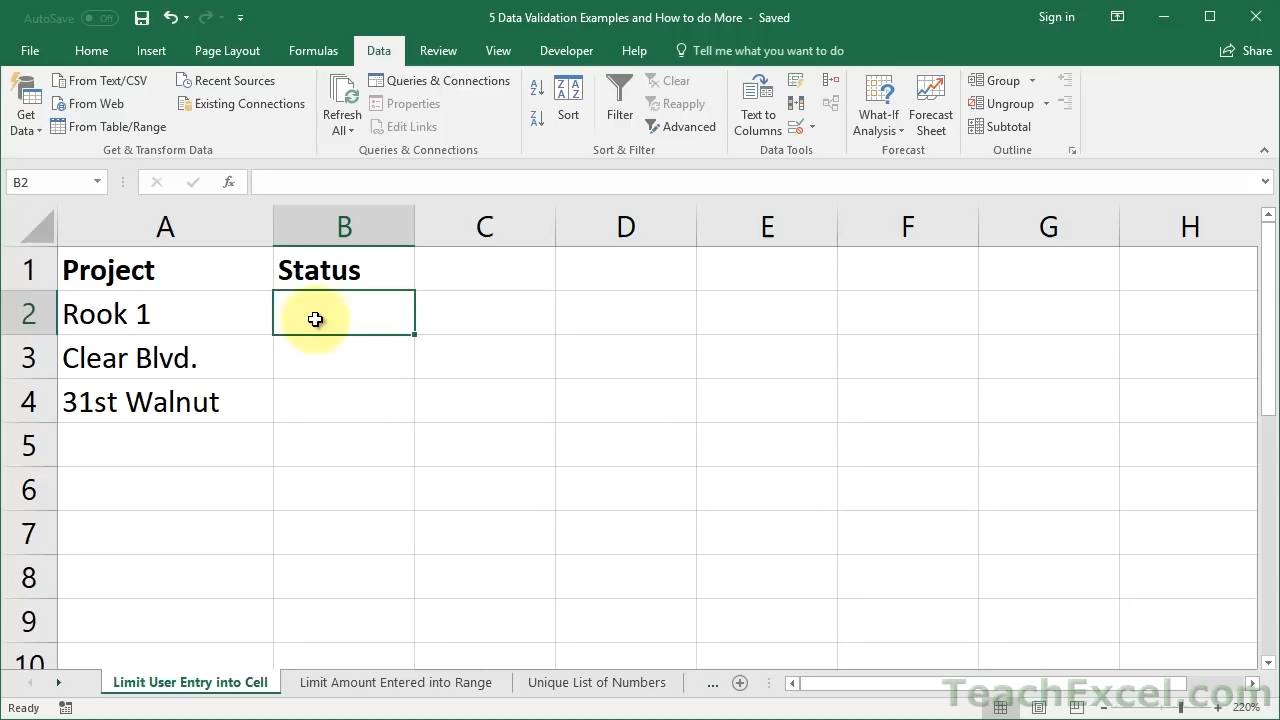 AutoSave Off 5 Data Validation Examples and How to do More - Saved Sign in
File Home Insert Page Layout Formulas Data Review View Developer Help Tell me what you want to do Share
Get Data
From Text/CSV
From Web
From Table/Range
Recent Sources
Existing Connections
Get & Transform Data
Refresh All
Queries & Connections
Properties
Edit Links
Queries & Connections
Sort
Filter
Clear
Reapply
Advanced
Sort & Filter
Text to Columns
Data Tools
What-If Analysis
Forecast Sheet
Forecast
Group
Ungroup
Subtotal
Outline
B2 fx
A B C D E F G H
1 Project Status
2 Rook 1
3 Clear Blvd.
4 31st Walnut
5
6
7
8
9
10
Limit User Entry into Cell Limit Amount Entered into Range Unique List of Numbers ...
TeachExcel.com
Ready 220%